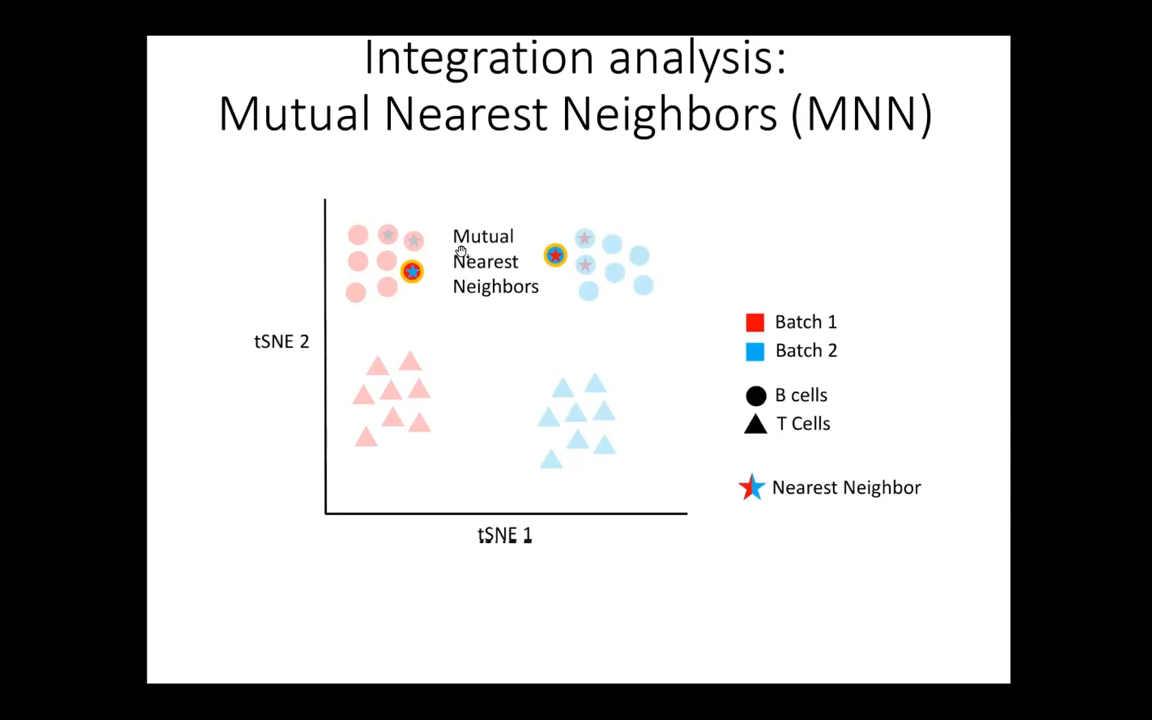 Integration analysis:
Mutual Nearest Neighbors (MNN)
Mutual
Nearest
Neighbors
tSNE 2
tSNE 1
Batch 1
Batch 2
B cells
T Cells
Nearest Neighbor